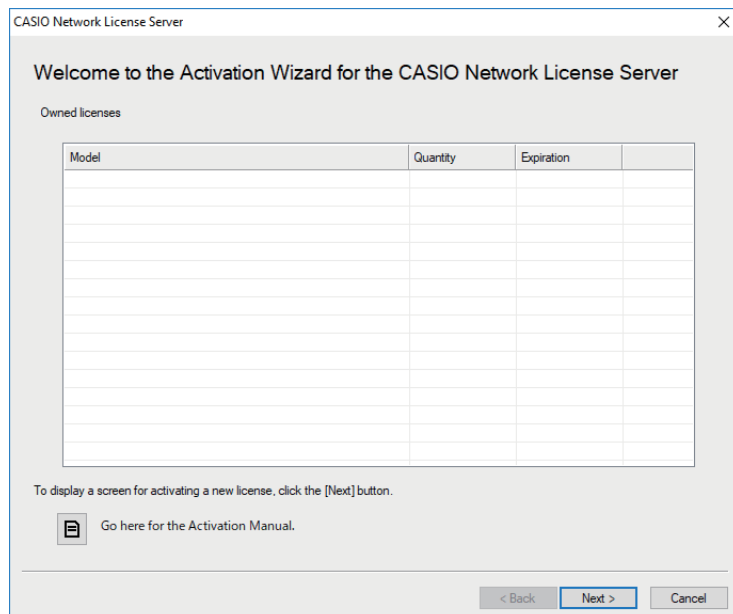 CASIO Network License Server
Welcome to the Activation Wizard for the CASIO Network License Server
Owned licenses
Model Quantity Expiration
To display a screen for activating a new license, click the [Next] button.
Go here for the Activation Manual.
< Back Next > Cancel